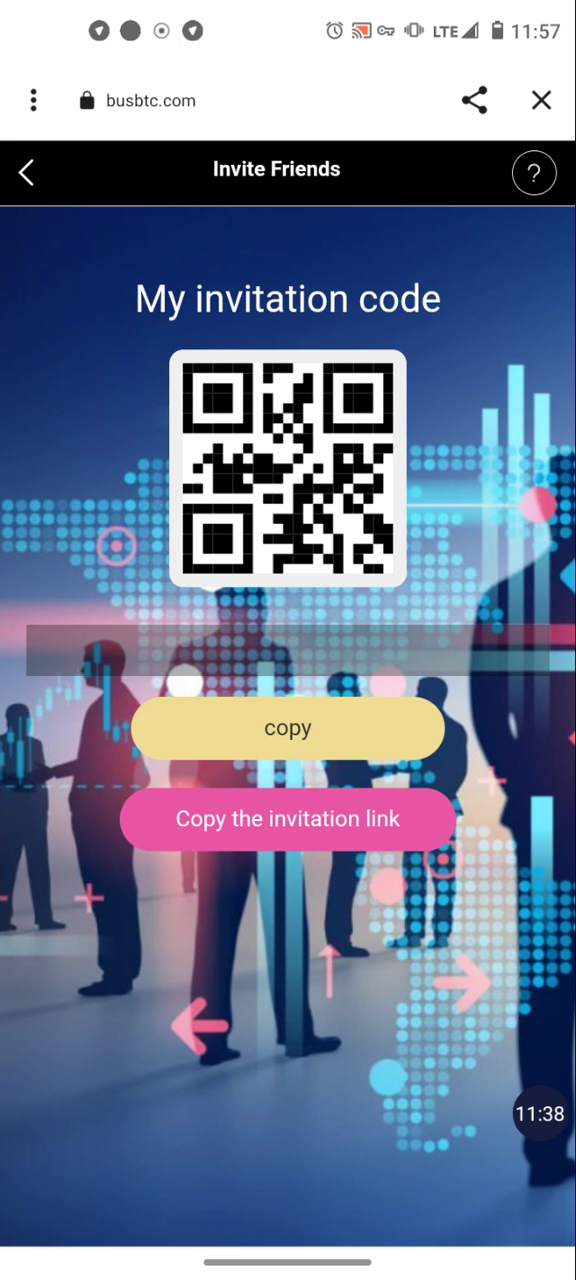 LTE 11:57
busbtc.com
Invite Friends
?
My invitation code
copy
Copy the invitation link
11:38